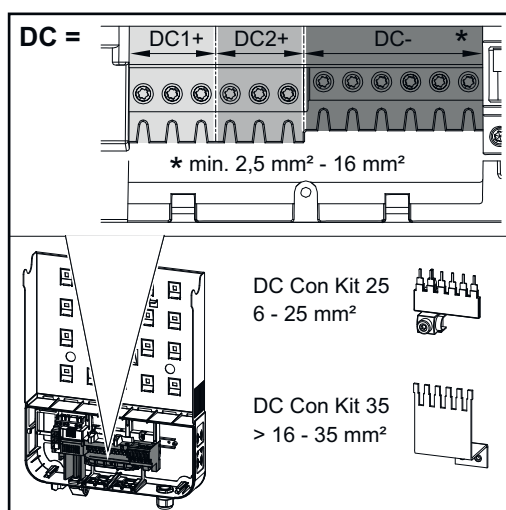 DC =
DC1+ DC2+ DC- *
* min. 2,5 mm² - 16 mm²
DC Con Kit 25
6 - 25 mm²
DC Con Kit 35
> 16 - 35 mm²